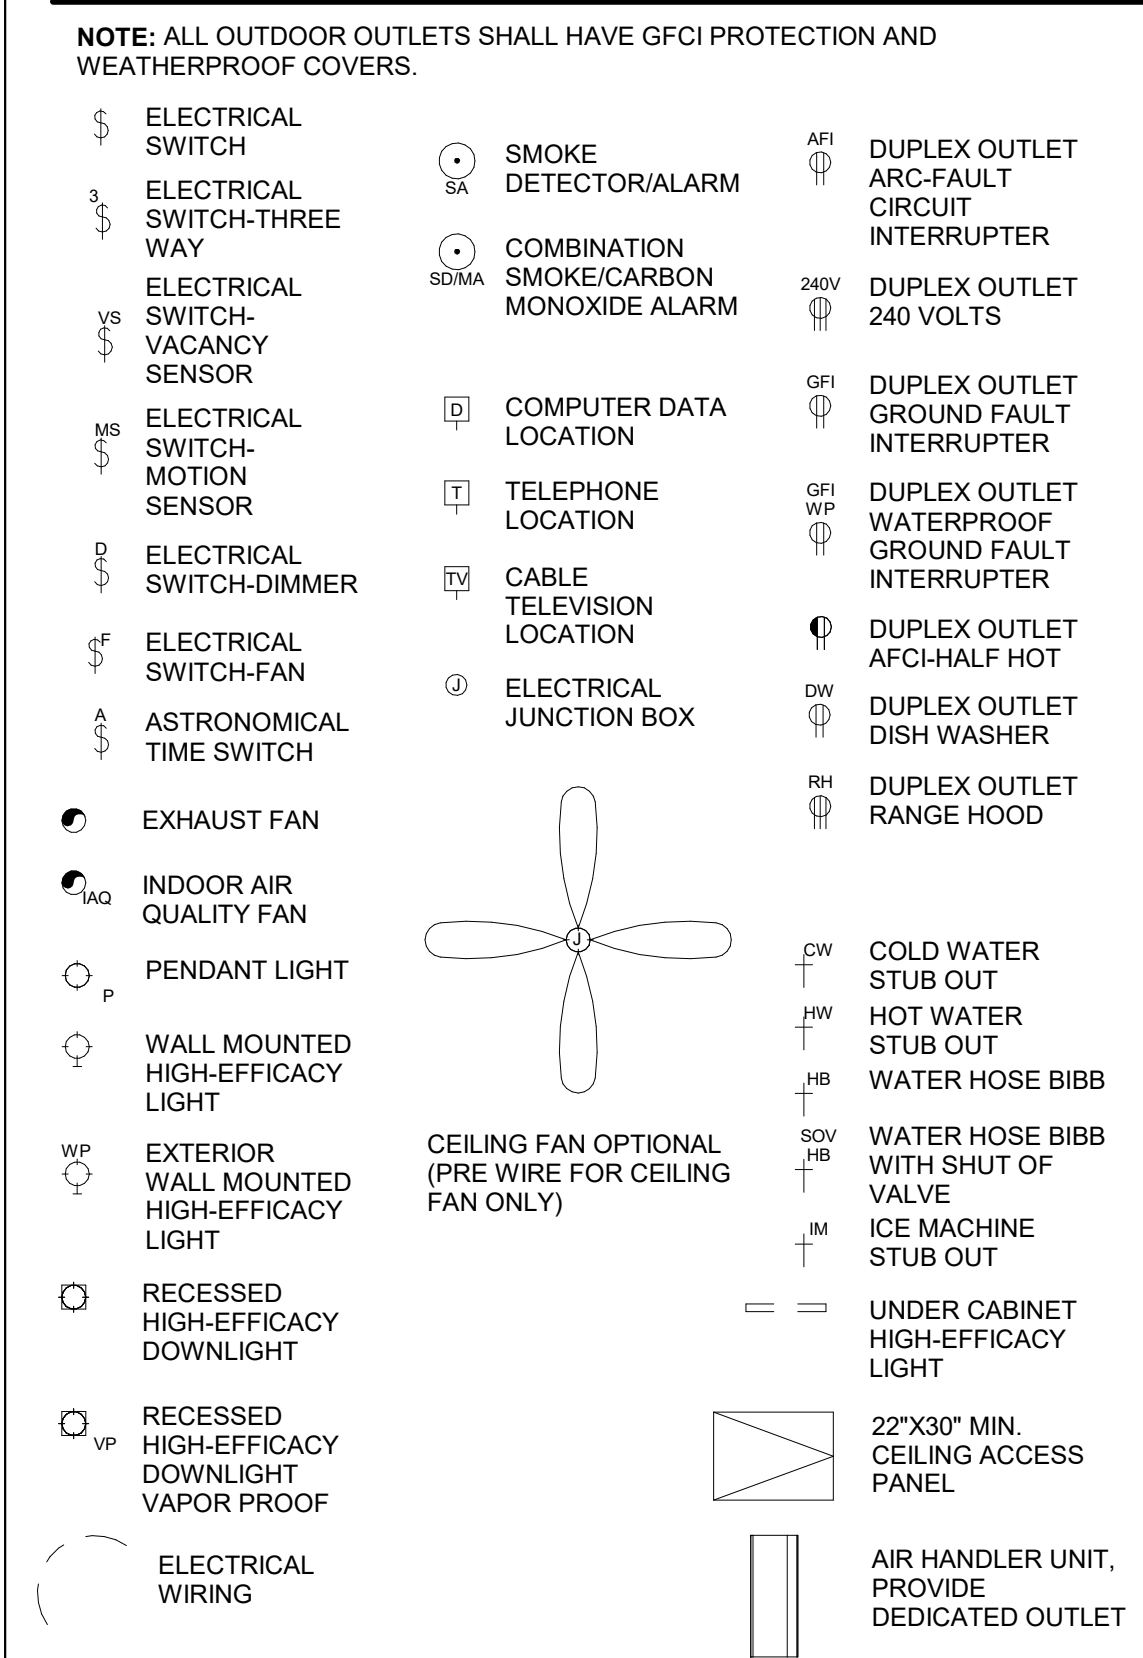 NOTE: ALL OUTDOOR OUTLETS SHALL HAVE GFCI PROTECTION AND
WEATHERPROOF COVERS.
$
ELECTRICAL
SWITCH
3
$
ELECTRICAL
SWITCH-THREE
WAY
VS
$
ELECTRICAL
SWITCH-
VACANCY
SENSOR
MS
$
ELECTRICAL
SWITCH-
MOTION
SENSOR
D
$
ELECTRICAL
SWITCH-DIMMER
F
$
ELECTRICAL
SWITCH-FAN
A
$
ASTRONOMICAL
TIME SWITCH
EXHAUST FAN
IAQ
INDOOR AIR
QUALITY FAN
P
PENDANT LIGHT
WALL MOUNTED
HIGH-EFFICACY
LIGHT
WP
EXTERIOR
WALL MOUNTED
HIGH-EFFICACY
LIGHT
RECESSED
HIGH-EFFICACY
DOWNLIGHT
VP
RECESSED
HIGH-EFFICACY
DOWNLIGHT
VAPOR PROOF
ELECTRICAL
WIRING
SA
SMOKE
DETECTOR/ALARM
SD/MA
COMBINATION
SMOKE/CARBON
MONOXIDE ALARM
D
COMPUTER DATA
LOCATION
T
TELEPHONE
LOCATION
TV
CABLE
TELEVISION
LOCATION
J
ELECTRICAL
JUNCTION BOX
J
CEILING FAN OPTIONAL
(PRE WIRE FOR CEILING
FAN ONLY)
AFI
DUPLEX OUTLET
ARC-FAULT
CIRCUIT
INTERRUPTER
240V
DUPLEX OUTLET
240 VOLTS
GFI
DUPLEX OUTLET
GROUND FAULT
INTERRUPTER
GFI
WP
DUPLEX OUTLET
WATERPROOF
GROUND FAULT
INTERRUPTER
DUPLEX OUTLET
AFCI-HALF HOT
DW
DUPLEX OUTLET
DISH WASHER
RH
DUPLEX OUTLET
RANGE HOOD
CW
COLD WATER
STUB OUT
HW
HOT WATER
STUB OUT
HB
WATER HOSE BIBB
SOV
HB
WATER HOSE BIBB
WITH SHUT OF
VALVE
IM
ICE MACHINE
STUB OUT
UNDER CABINET
HIGH-EFFICACY
LIGHT
22"X30" MIN.
CEILING ACCESS
PANEL
AIR HANDLER UNIT,
PROVIDE
DEDICATED OUTLET